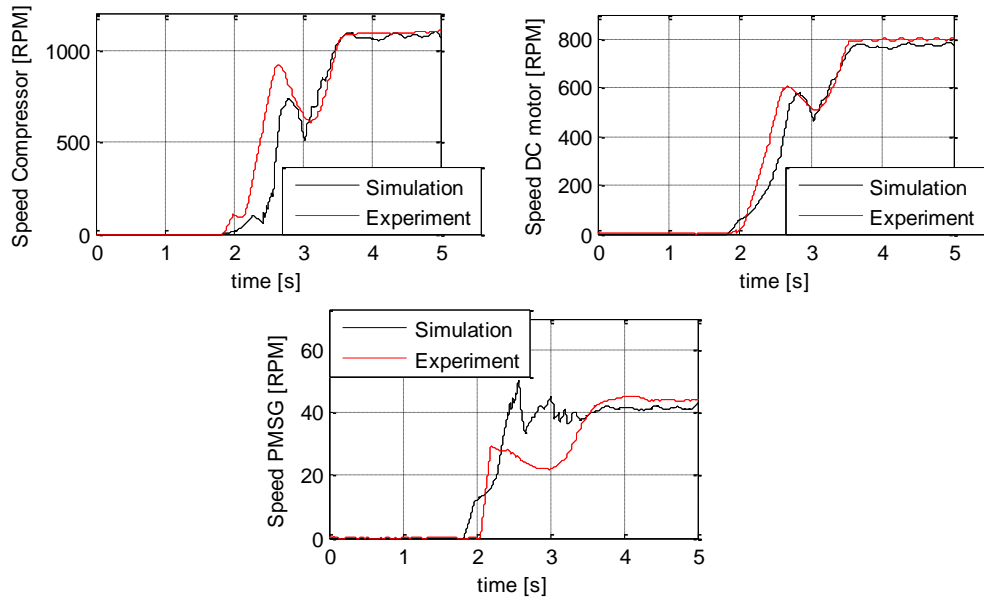 Speed Compressor [RPM]
1000
500
0
0 1 2 3 4 5
time [s]
Simulation
Experiment
Speed DC motor [RPM]
800
600
400
200
0
0 1 2 3 4 5
time [s]
Simulation
Experiment
Speed PMSG [RPM]
60
40
20
0
0 1 2 3 4 5
time [s]
Simulation
Experiment